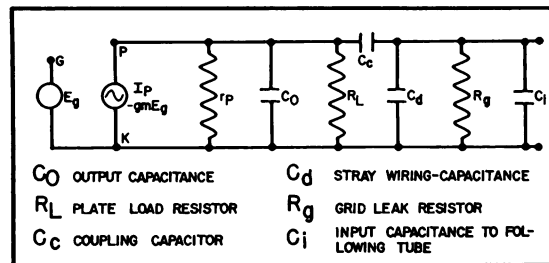 G
P
Eg
IP
-gmEg
rP
CO
RL
Cc
Cd
Rg
Ci
K
CO OUTPUT CAPACITANCE
Cd STRAY WIRING-CAPACITANCE
RL PLATE LOAD RESISTOR
Rg GRID LEAK RESISTOR
Cc COUPLING CAPACITOR
Ci INPUT CAPACITANCE TO FOL-
LOWING TUBE